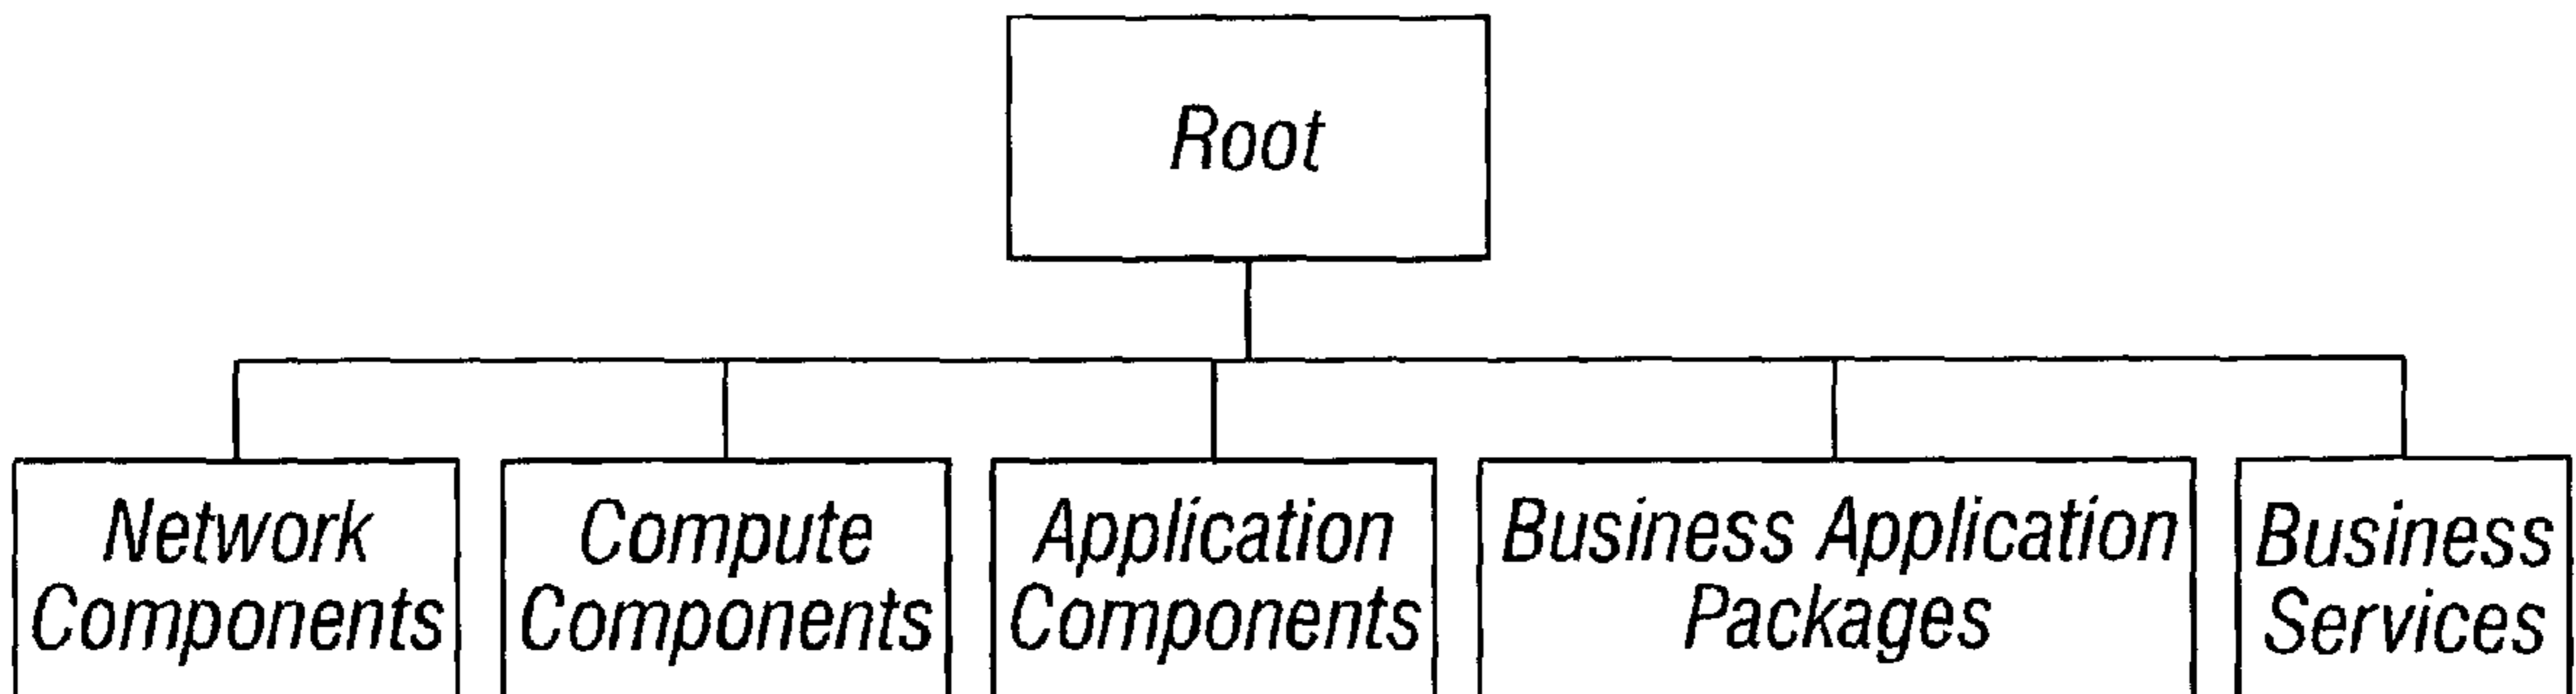 Root
Network
Components
Compute
Components
Application
Components
Business Application
Packages
Business
Services